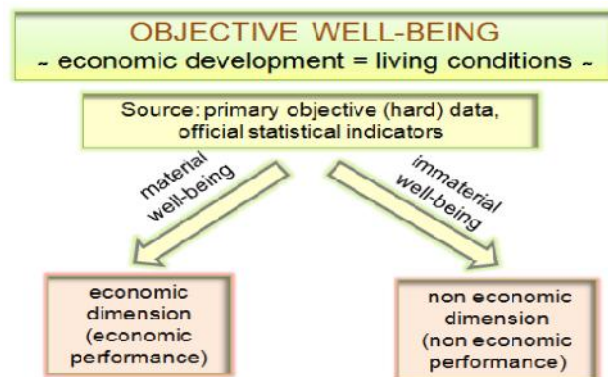 OBJECTIVE WELL-BEING
~ economic development = living conditions ~
Source: primary objective (hard) data,
official statistical indicators
material
well-being
immaterial
well-being
economic
dimension
(economic
performance)
non economic
dimension
(non economic
performance)